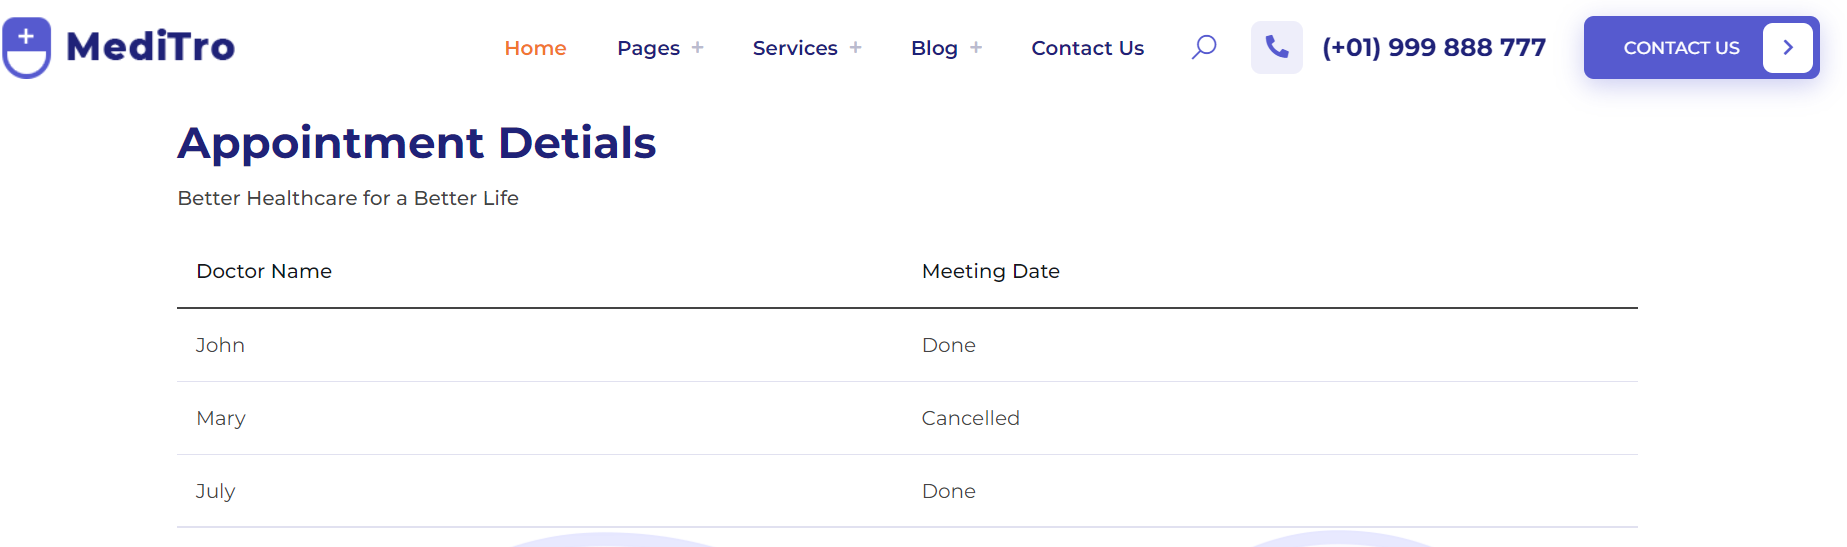 MediTro
Home Pages + Services + Blog + Contact Us (+01) 999 888 777 CONTACT US
Appointment Detials
Better Healthcare for a Better Life
Doctor Name Meeting Date
John Done
Mary Cancelled
July Done